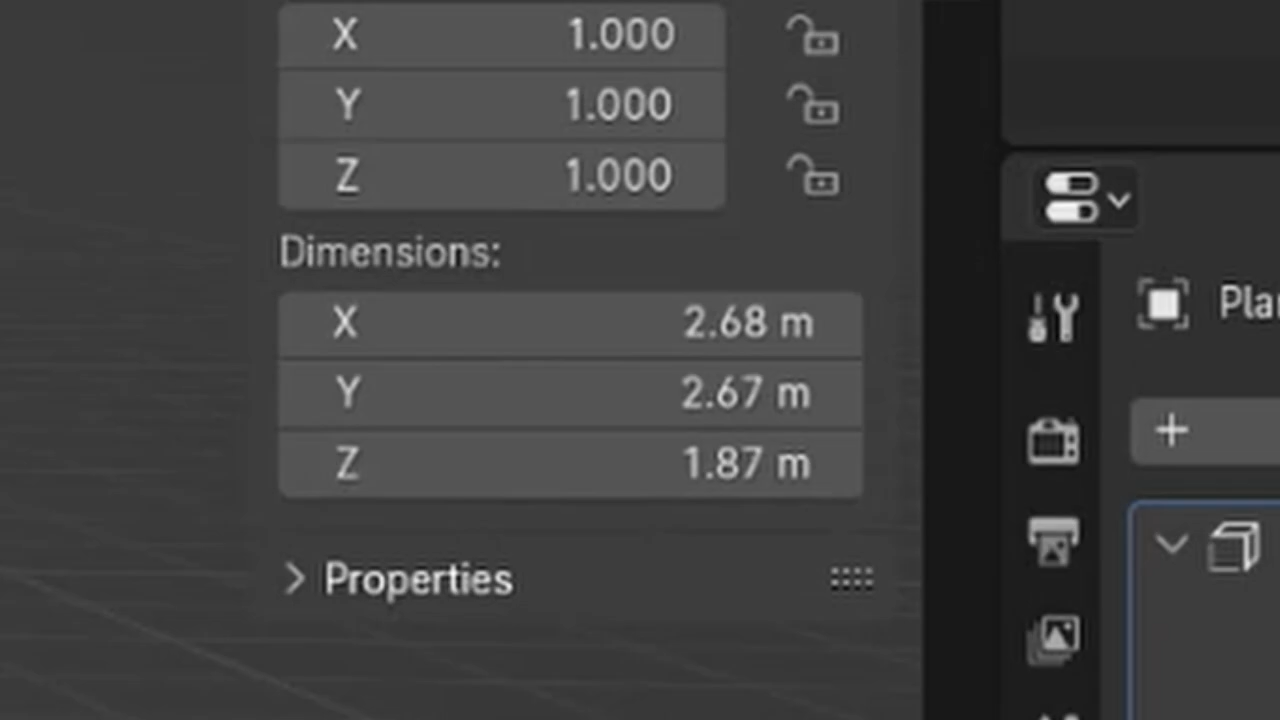 X 1.000
Y 1.000
Z 1.000
Dimensions:
X 2.68 m
Y 2.67 m
Z 1.87 m
Properties